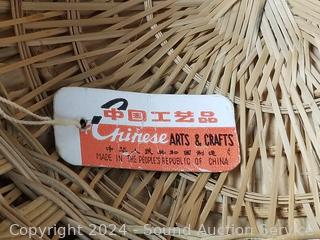 中国工艺品
Chinese ARTS & CRAFTS
中华人民共和国制造
MADE IN THE PEOPLE'S REPUBLIC OF CHINA
Copyright 2024 - Sound Auction Service